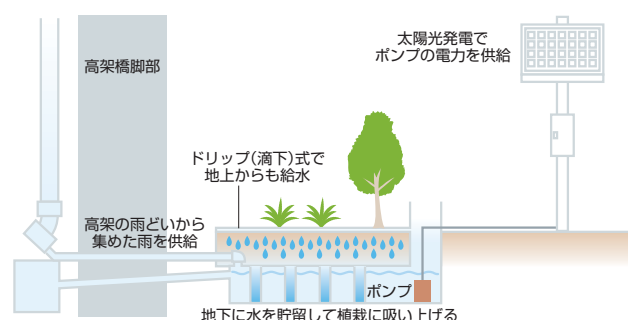 高架橋脚部
太陽光発電で
ポンプの電力を供給
ドリップ（滴下）式で
地上からも給水
高架の雨どいから
集めた雨を供給
ポンプ
地下に水を貯留して植栽に吸い上げる